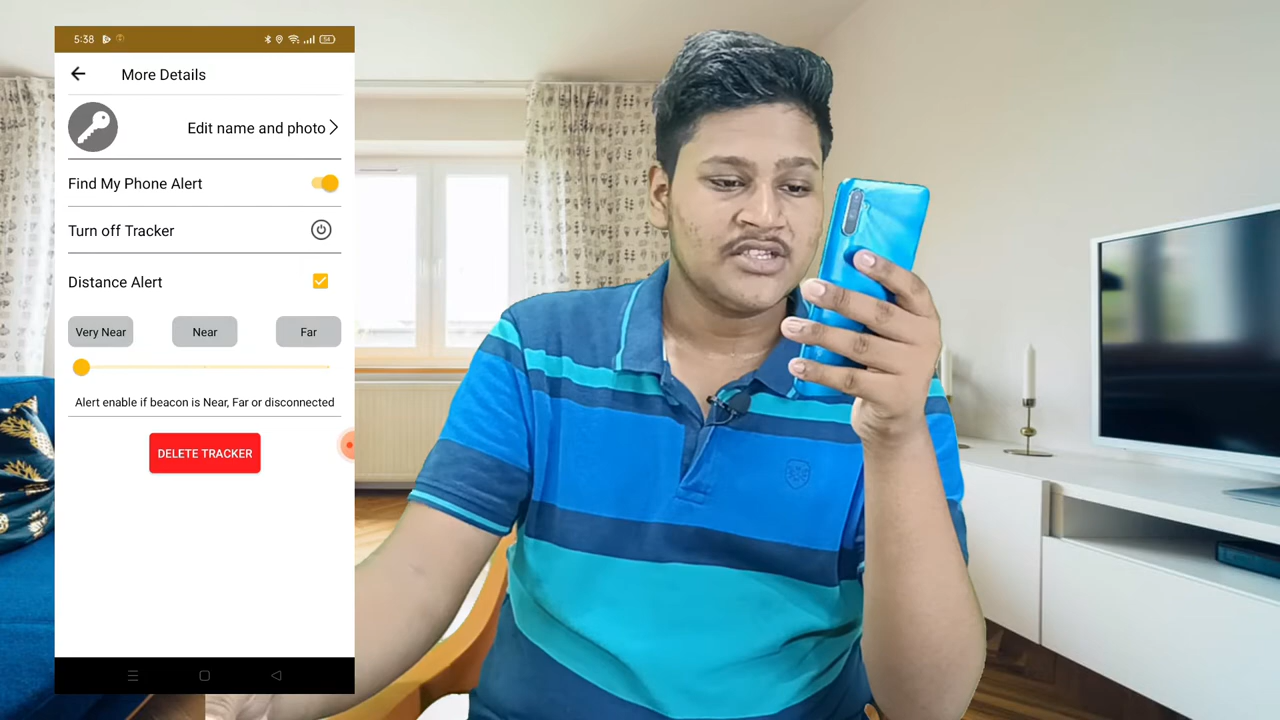 5:38
54
More Details
Edit name and photo
Find My Phone Alert
Turn off Tracker
Distance Alert
Very Near
Near
Far
Alert enable if beacon is Near, Far or disconnected
DELETE TRACKER